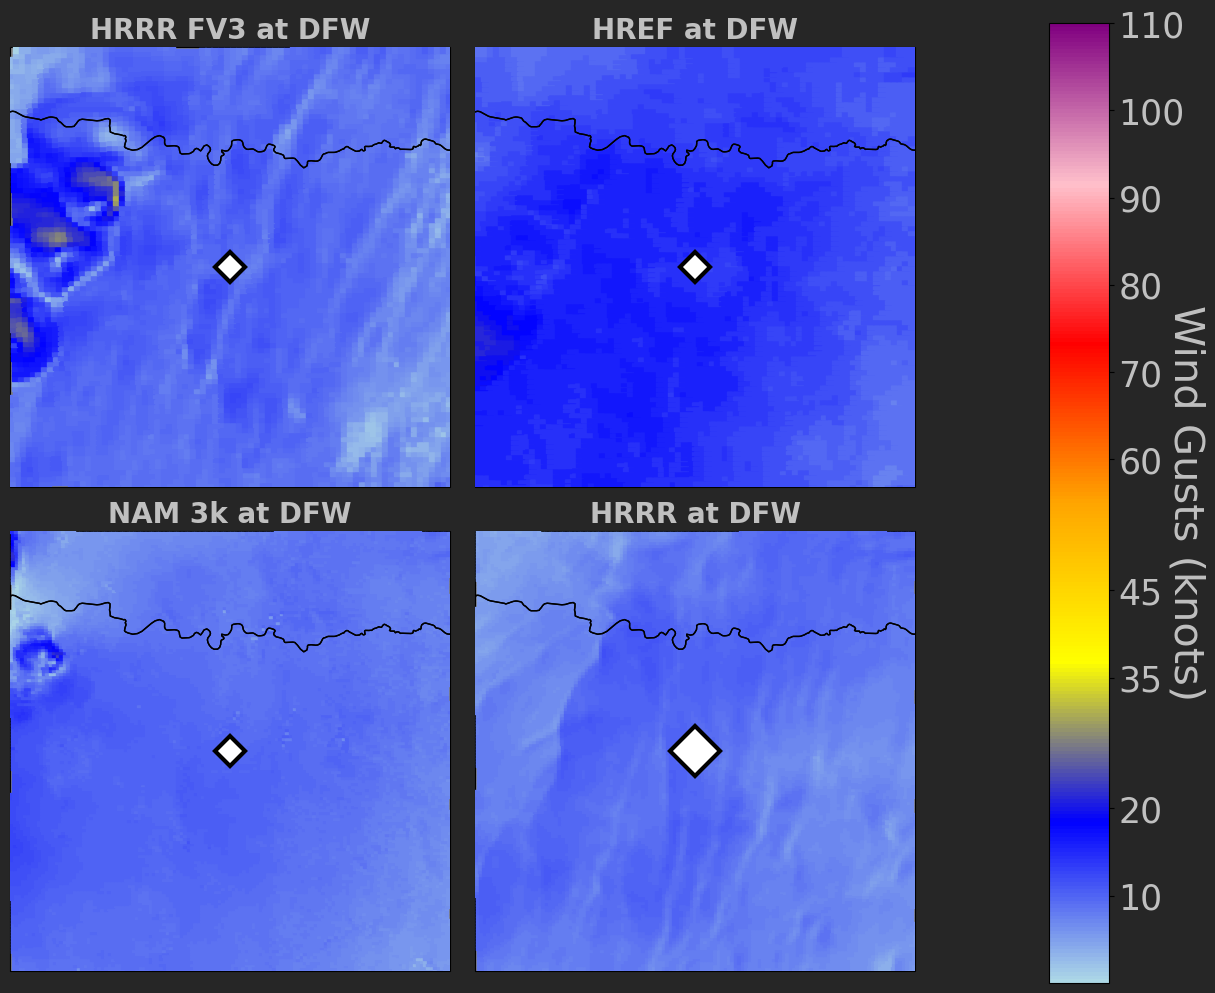 HRRR FV3 at DFW
HREF at DFW
NAM 3k at DFW
HRRR at DFW
110
100
90
80
70
60
45
35
20
10
Wind Gusts (knots)